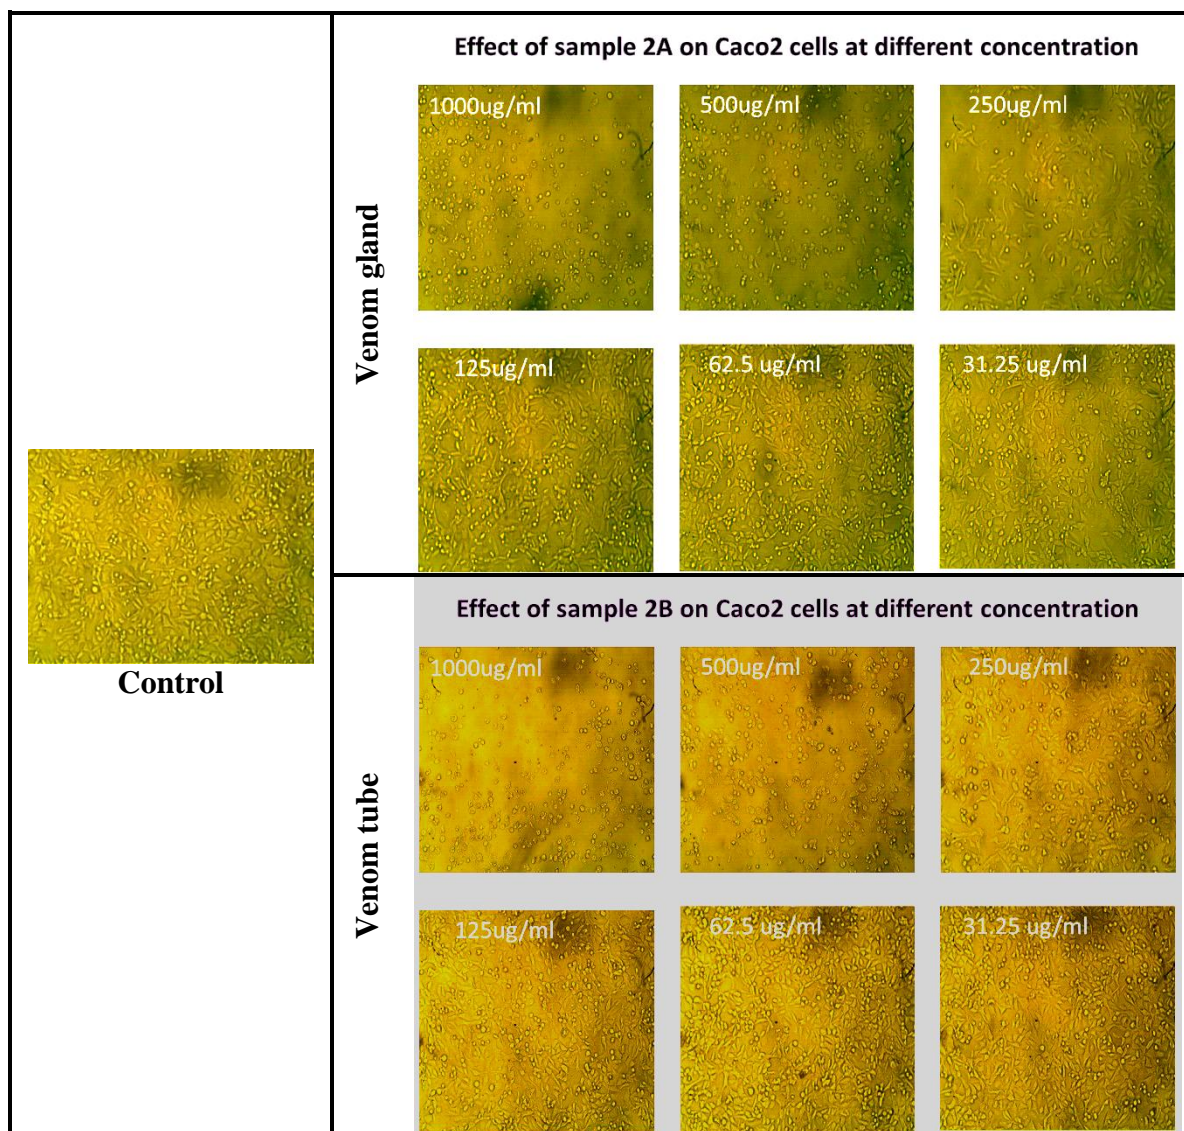 Control
Venom gland
Effect of sample 2A on Caco2 cells at different concentration
1000ug/ml
500ug/ml
250ug/ml
125ug/ml
62.5 ug/ml
31.25 ug/ml
Venom tube
Effect of sample 2B on Caco2 cells at different concentration
1000ug/ml
500ug/ml
250ug/ml
125ug/ml
62.5 ug/ml
31.25 ug/ml